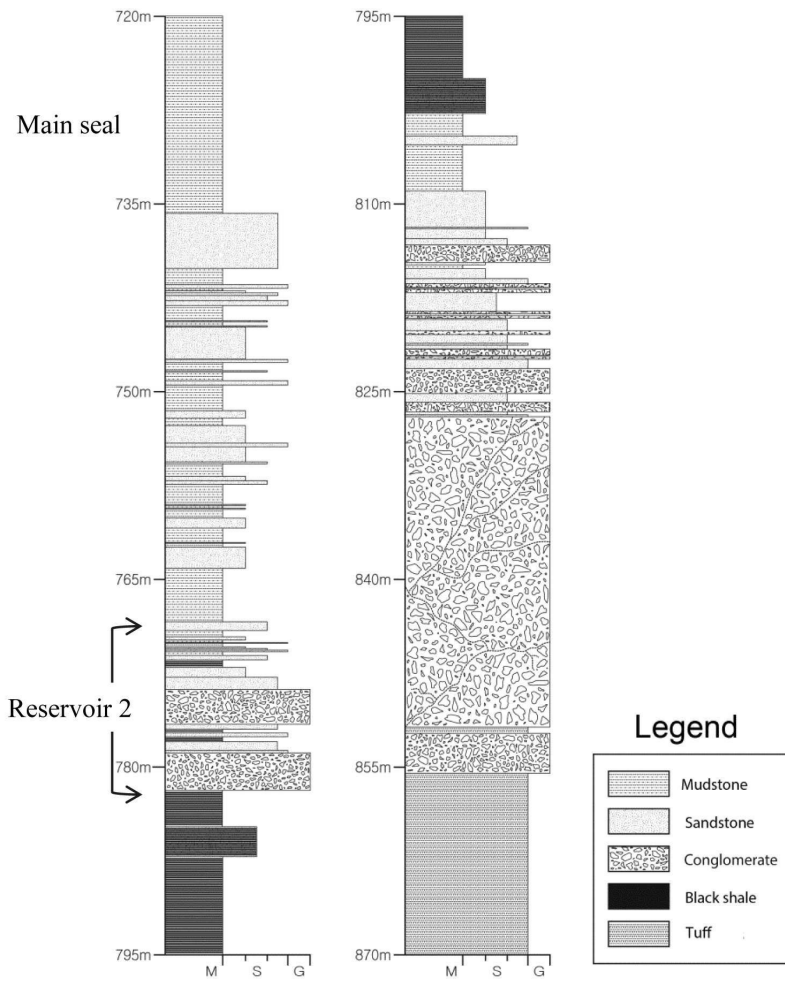 720m
Main seal
735m
750m
765m
Reservoir 2
780m
795m
M S G
795m
810m
825m
840m
855m
870m
M S G
Legend
Mudstone
Sandstone
Conglomerate
Black shale
Tuff